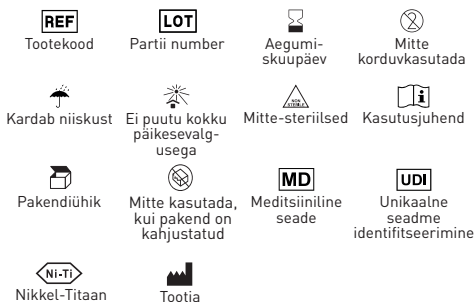 REF
Tootekood
LOT
Partii number
Aegumi-
skuupäev
2
Mitte
korduvkasutada
Kardab niiskust
Ei puutu kokku
päikesevalg-
usega
NON
STERILE
Mitte-steriilsed
i
Kasutusjuhend
Pakendiühik
Mitte kasutada,
kui pakend on
kahjustatud
MD
Meditsiiniline
seade
UDI
Unikaalne
seadme
identifitseerimine
Ni-Ti
Nikkel-Titaan
Tootja